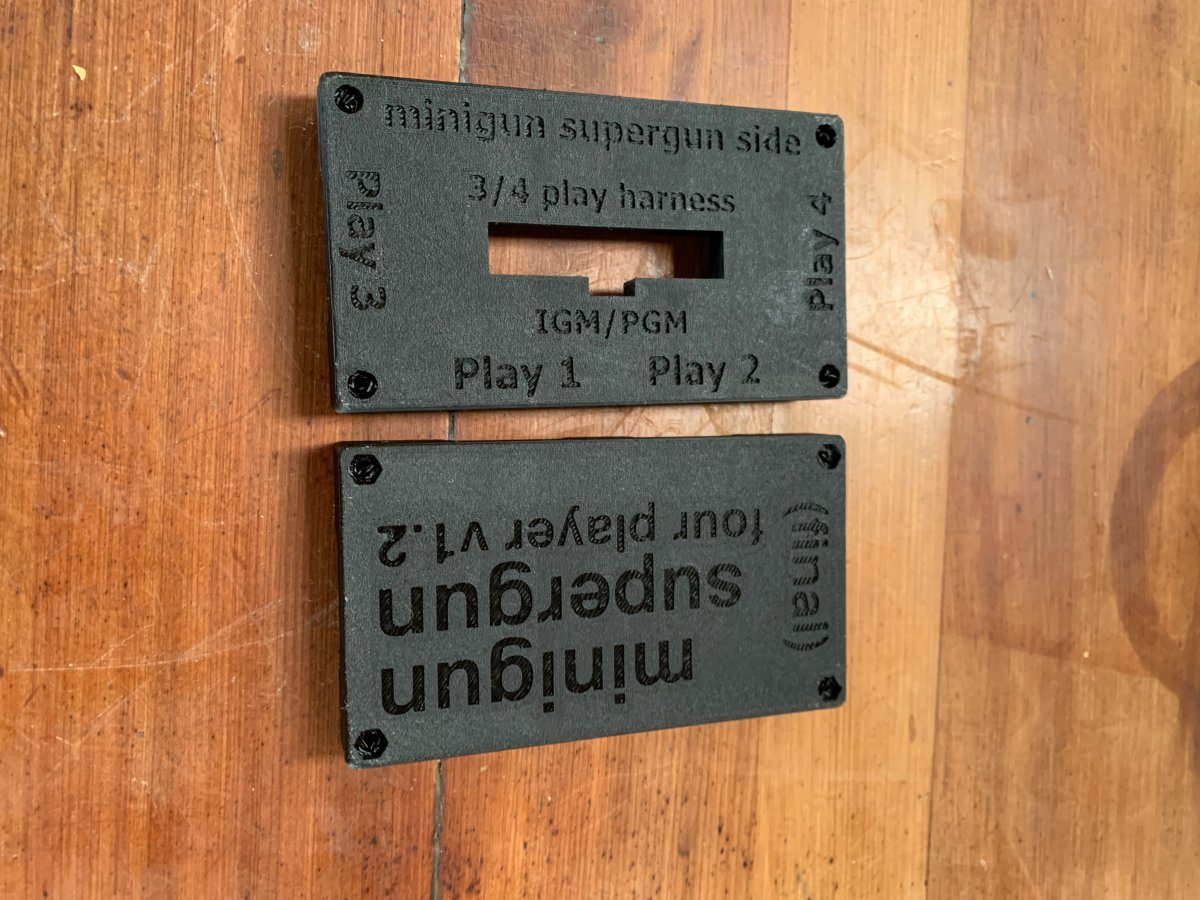 minigun supergun side
3/4 play harness
Play 3
Play 4
IGM/PGM
Play 1 Play 2
minigun
supergun
four player v1.2